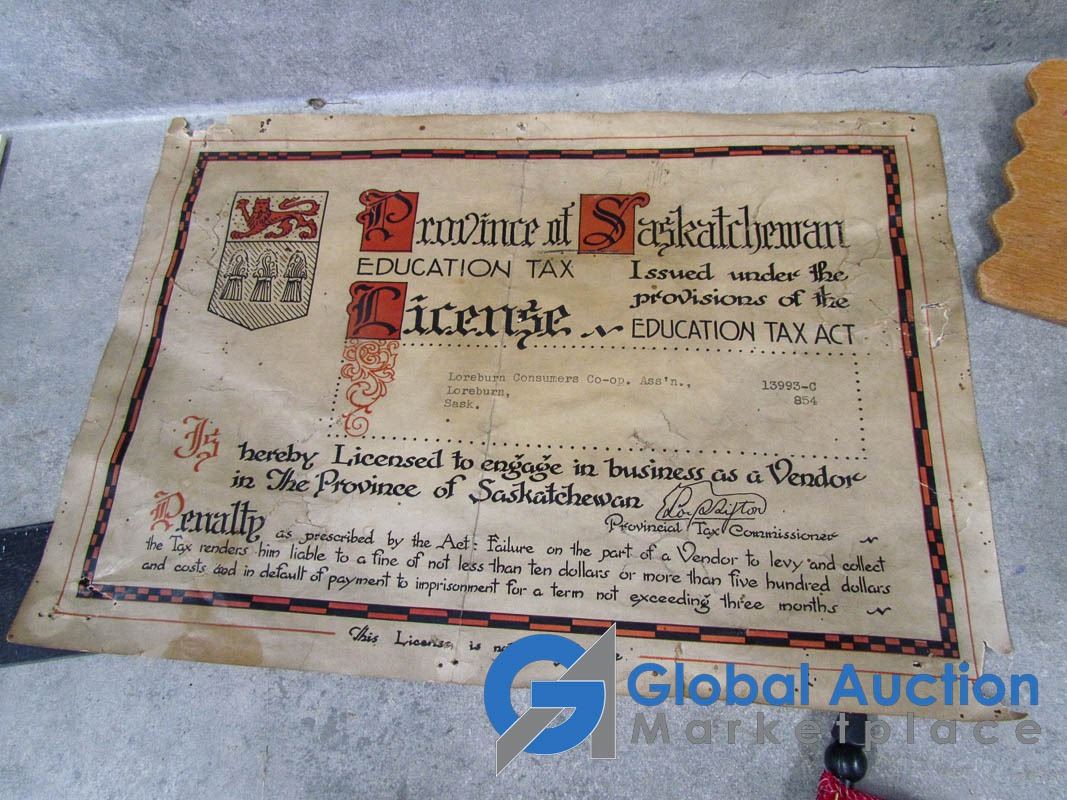 Province of Saskatchewan
EDUCATION TAX
License
Issued under the
provisions of the
EDUCATION TAX ACT
Loreburn Consumers Co-op. Ass'n.,
Loreburn,
Sask.
13993-C
854
Is hereby Licensed to engage in business as a Vendor
in The Province of Saskatchewan
Provincial Tax Commissioner
Penalty as prescribed by the Act: Failure on the part of a Vendor to levy and collect
the Tax renders him liable to a fine of not less than ten dollars or more than five hundred dollars
and costs and in default of payment to imprisonment for a term not exceeding three months
This License is
Global Auction
Marketplace